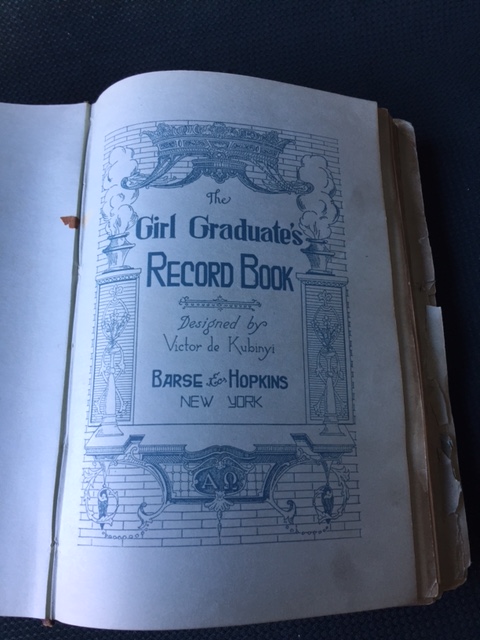 The
Girl Graduate's
RECORD BOOK
Designed by
Victor de Kubinyi
BARSE & HOPKINS
NEW YORK
ΑΩ